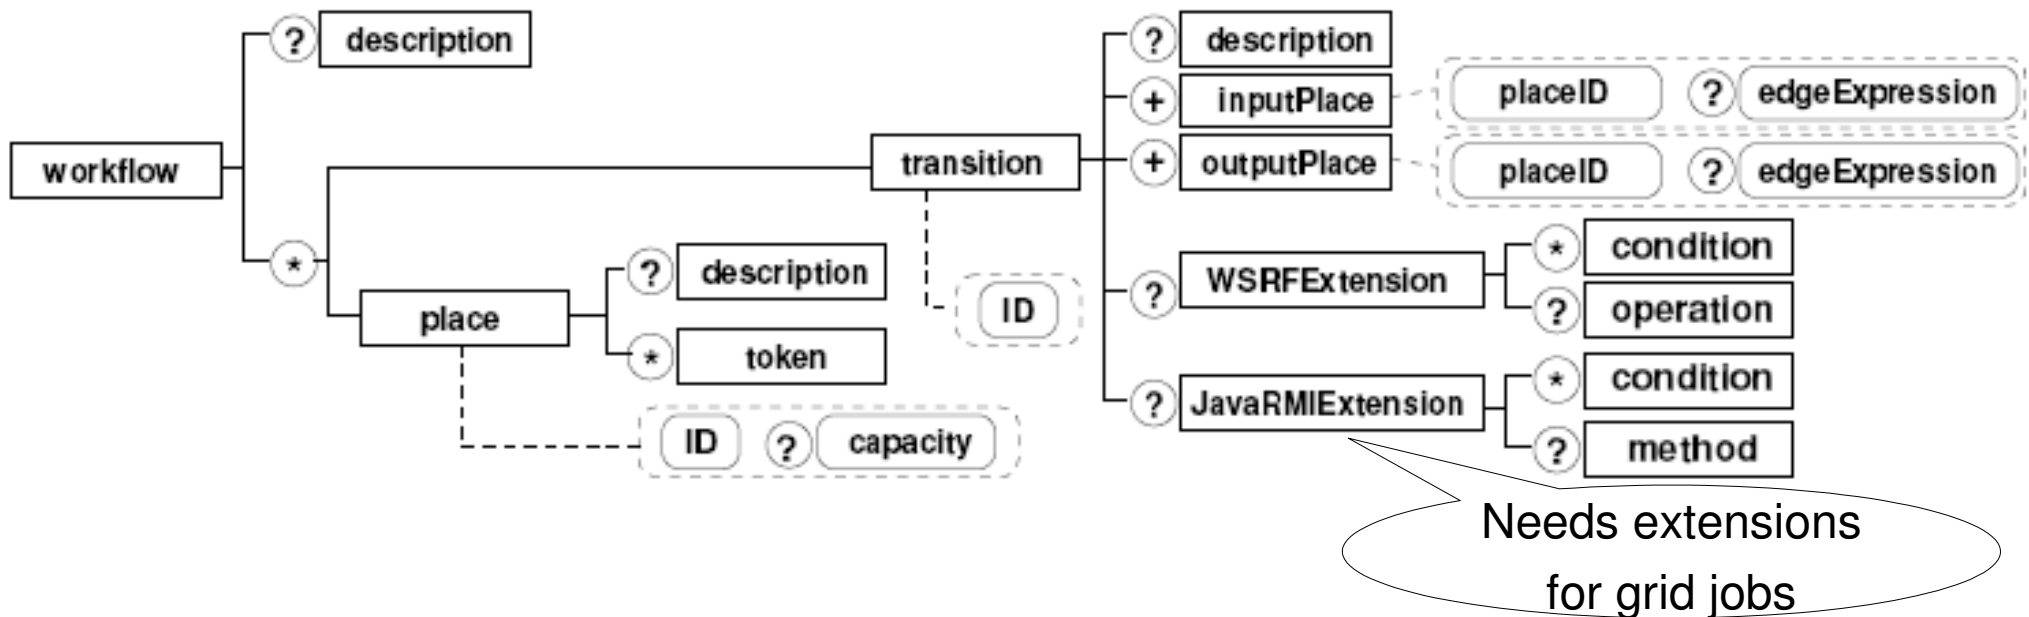 workflow
? description
*
place
? description
* token
ID ? capacity
transition
ID
? description
+ inputPlace
placeID ? edgeExpression
+ outputPlace
placeID ? edgeExpression
? WSRFExtension
* condition
? operation
? JavaRMIExtension
* condition
? method
Needs extensions
for grid jobs